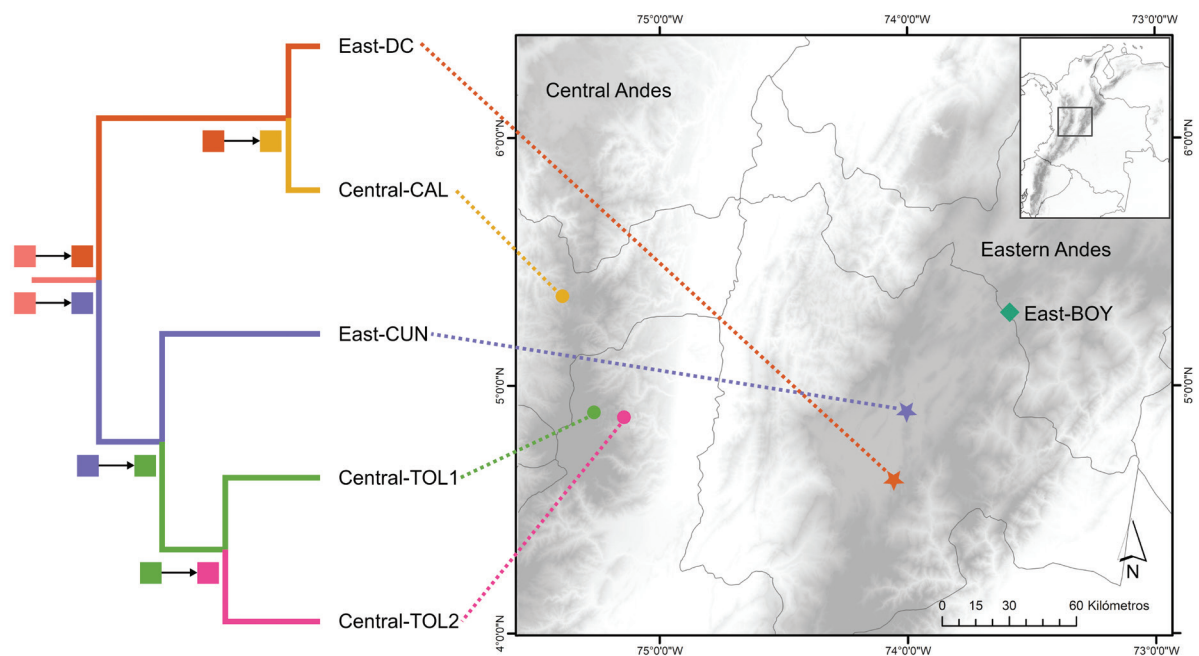 75°0'0"W
74°0'0"W
73°0'0"W
East-DC
Central Andes
6°0'0"N
6°0'0"N
Central-CAL
Eastern Andes
East-BOY
East-CUN
5°0'0"N
5°0'0"N
Central-TOL1
N
0 15 30 60 Kilómetros
Central-TOL2
4°0'0"N
75°0'0"W
74°0'0"W
73°0'0"W